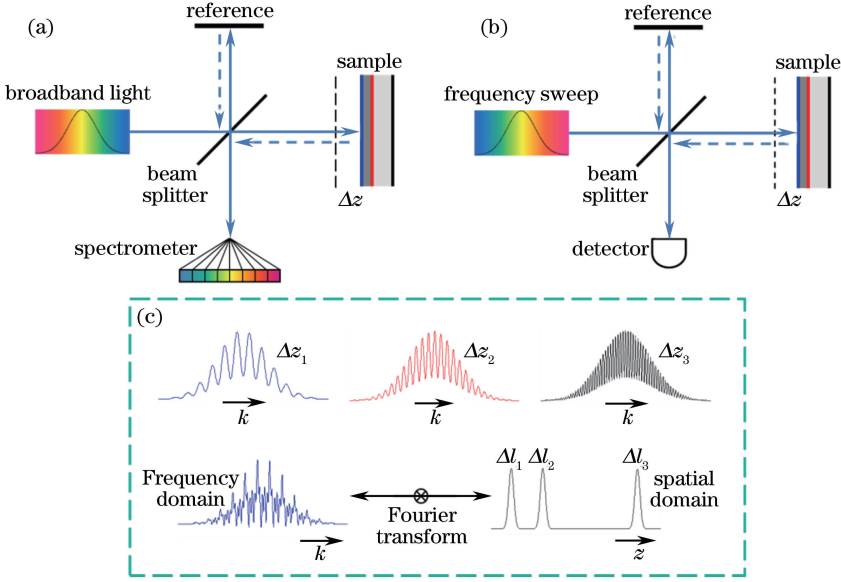 (a)
reference
broadband light
sample
beam
splitter
Δz
spectrometer
(b)
reference
frequency sweep
sample
beam
splitter
Δz
detector
(c)
Δz₁
k
Δz₂
k
Δz₃
k
Frequency
domain
k
Fourier
transform
Δl₁
Δl₂
Δl₃
spatial
domain
z